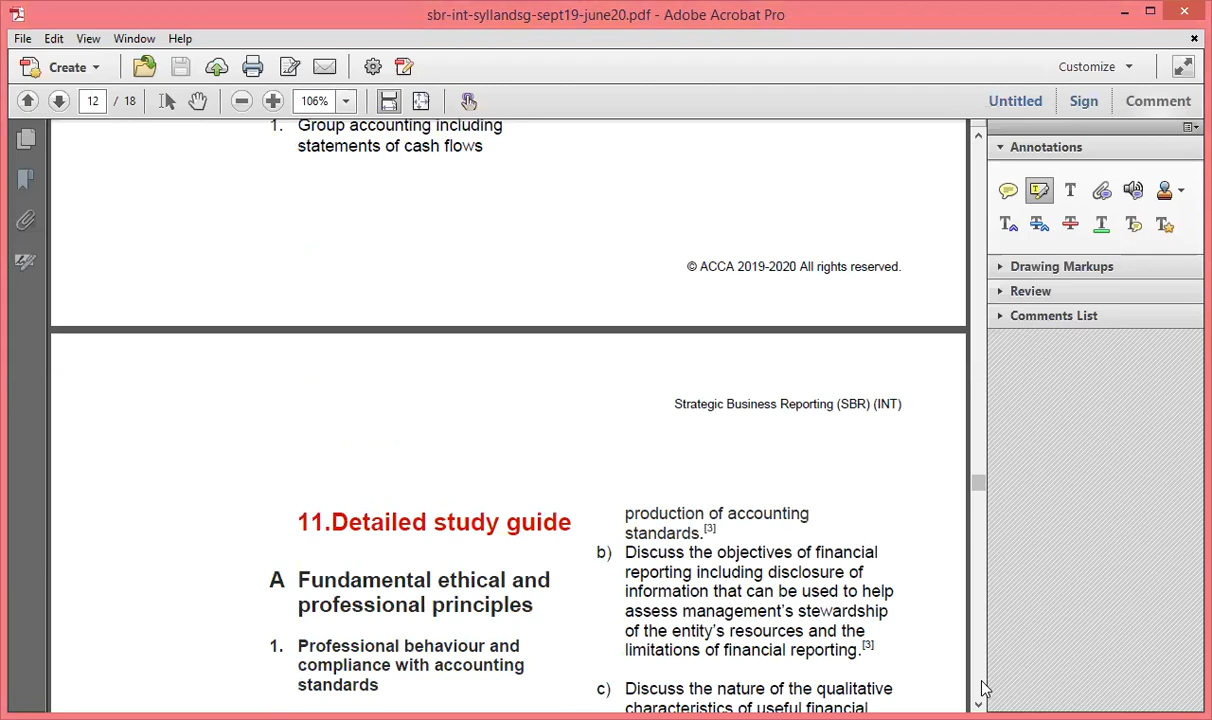 sbr-int-syllandsg-sept19-june20.pdf - Adobe Acrobat Pro
File Edit View Window Help
Create Customize
12 / 18 106% Untitled Sign Comment
1. Group accounting including
statements of cash flows
© ACCA 2019-2020 All rights reserved.
Strategic Business Reporting (SBR) (INT)
11.Detailed study guide
A Fundamental ethical and
professional principles
1. Professional behaviour and
compliance with accounting
standards
production of accounting
standards.[3]
b) Discuss the objectives of financial
reporting including disclosure of
information that can be used to help
assess management’s stewardship
of the entity’s resources and the
limitations of financial reporting.[3]
c) Discuss the nature of the qualitative
characteristics of useful financial
Annotations
Drawing Markups
Review
Comments List